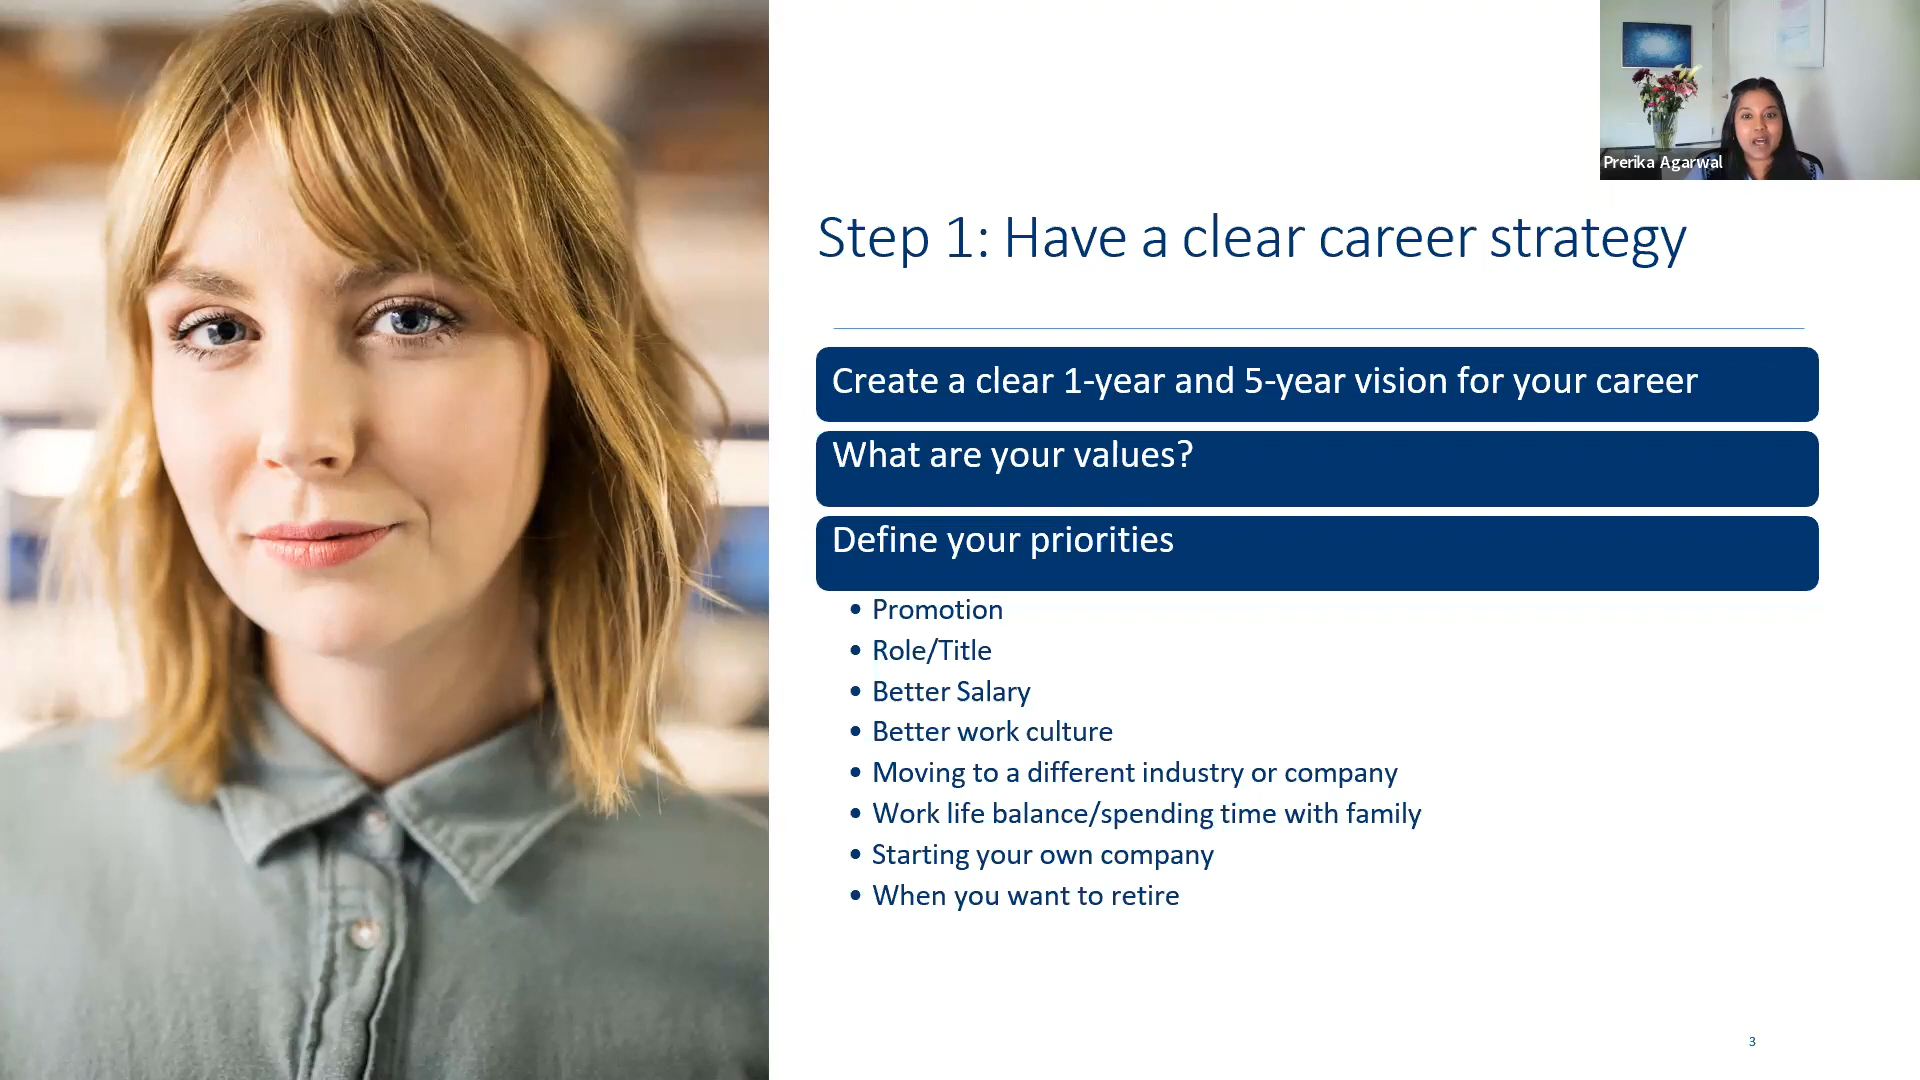 Prerika Agarwal
Step 1: Have a clear career strategy
Create a clear 1-year and 5-year vision for your career
What are your values?
Define your priorities
• Promotion
• Role/Title
• Better Salary
• Better work culture
• Moving to a different industry or company
• Work life balance/spending time with family
• Starting your own company
• When you want to retire
3